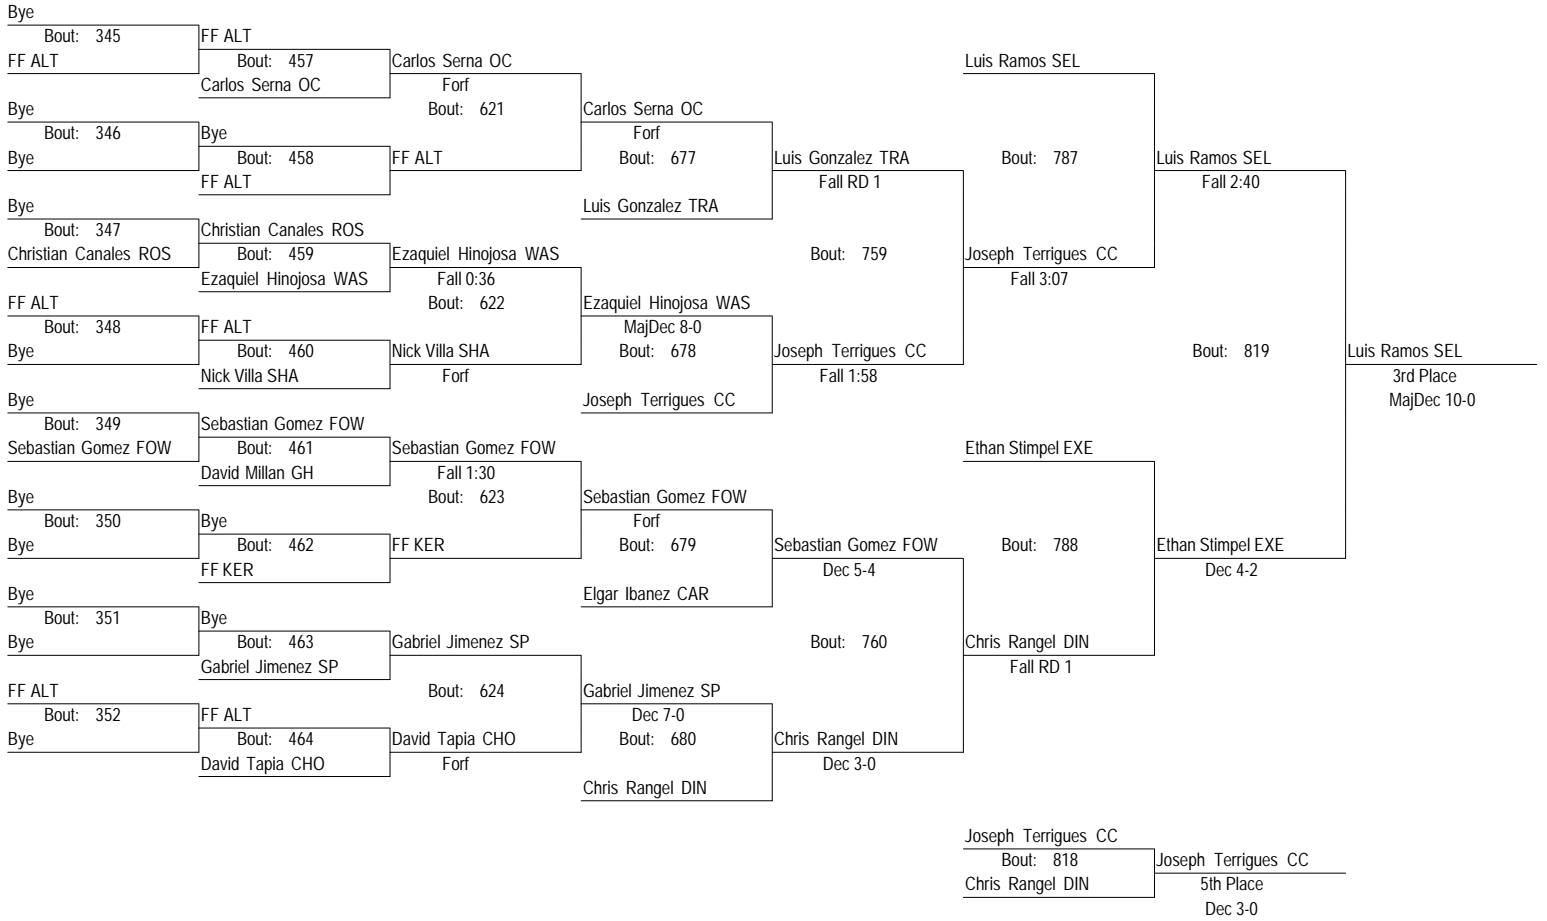 Bye
Bout: 345
FF ALT
FF ALT
Bout: 457
Carlos Serna OC
Carlos Serna OC
Forf
Bout: 621
Bye
Bout: 346
Bye
Bye
Bout: 458
FF ALT
FF ALT
Carlos Serna OC
Forf
Bout: 677
Luis Gonzalez TRA
Luis Gonzalez TRA
Fall RD 1
Bye
Bout: 347
Christian Canales ROS
Christian Canales ROS
Bout: 459
Ezaquiel Hinojosa WAS
Ezaquiel Hinojosa WAS
Fall 0:36
Bout: 622
FF ALT
Bout: 348
Bye
FF ALT
Bout: 460
Nick Villa SHA
Nick Villa SHA
Forf
Ezaquiel Hinojosa WAS
MajDec 8-0
Bout: 678
Joseph Terrigues CC
Joseph Terrigues CC
Fall 1:58
Bout: 759
Luis Ramos SEL
Bout: 787
Joseph Terrigues CC
Fall 3:07
Luis Ramos SEL
Fall 2:40
Bye
Bout: 349
Sebastian Gomez FOW
Sebastian Gomez FOW
Bout: 461
David Millan GH
Sebastian Gomez FOW
Fall 1:30
Bout: 623
Bye
Bout: 350
Bye
Bye
Bout: 462
FF KER
FF KER
Sebastian Gomez FOW
Forf
Bout: 679
Elgar Ibanez CAR
Sebastian Gomez FOW
Dec 5-4
Bye
Bout: 351
Bye
Bye
Bout: 463
Gabriel Jimenez SP
Gabriel Jimenez SP
Bout: 624
FF ALT
Bout: 352
Bye
FF ALT
Bout: 464
David Tapia CHO
David Tapia CHO
Forf
Gabriel Jimenez SP
Dec 7-0
Bout: 680
Chris Rangel DIN
Chris Rangel DIN
Dec 3-0
Bout: 760
Ethan Stimpel EXE
Bout: 788
Chris Rangel DIN
Fall RD 1
Ethan Stimpel EXE
Dec 4-2
Bout: 819
Luis Ramos SEL
3rd Place
MajDec 10-0
Joseph Terrigues CC
Bout: 818
Chris Rangel DIN
Joseph Terrigues CC
5th Place
Dec 3-0